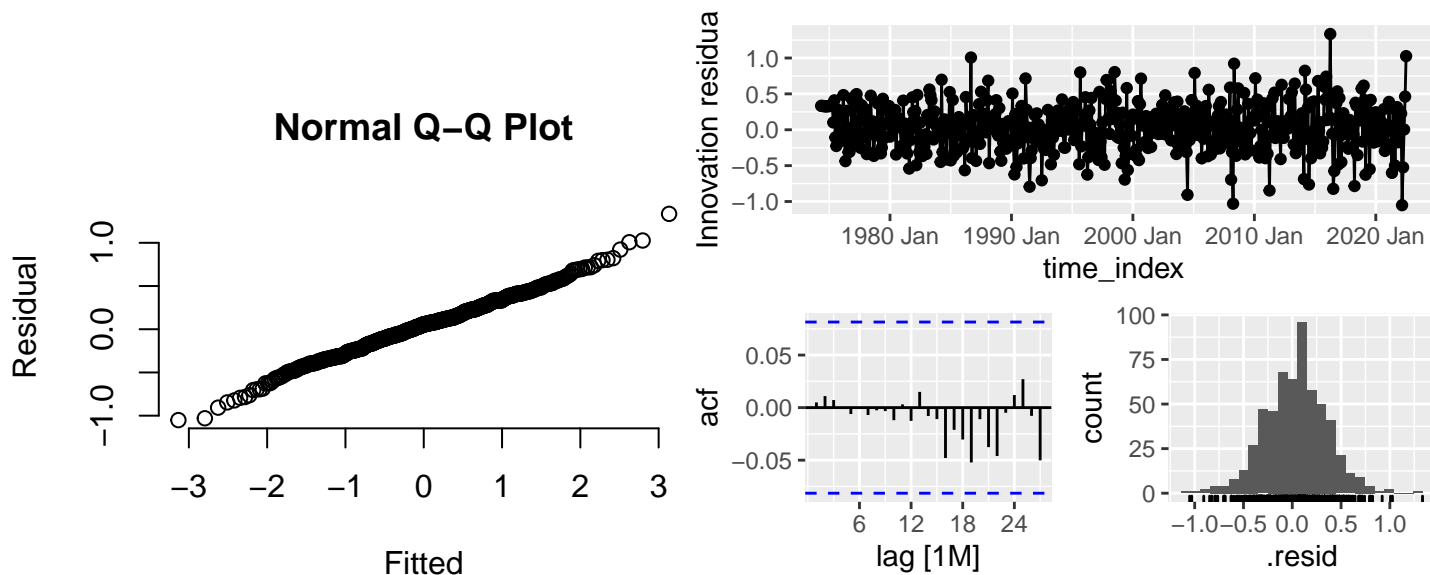 Normal Q−Q Plot
Residual
−1.0 0.0 1.0
−3 −2 −1 0 1 2 3
Fitted
Innovation residua
1.0
0.5
0.0
−0.5
−1.0
1980 Jan 1990 Jan 2000 Jan 2010 Jan 2020 Jan
time_index
acf
0.05
0.00
−0.05
6 12 18 24
lag [1M]
count
100
75
50
25
0
−1.0 −0.5 0.0 0.5 1.0
.resid